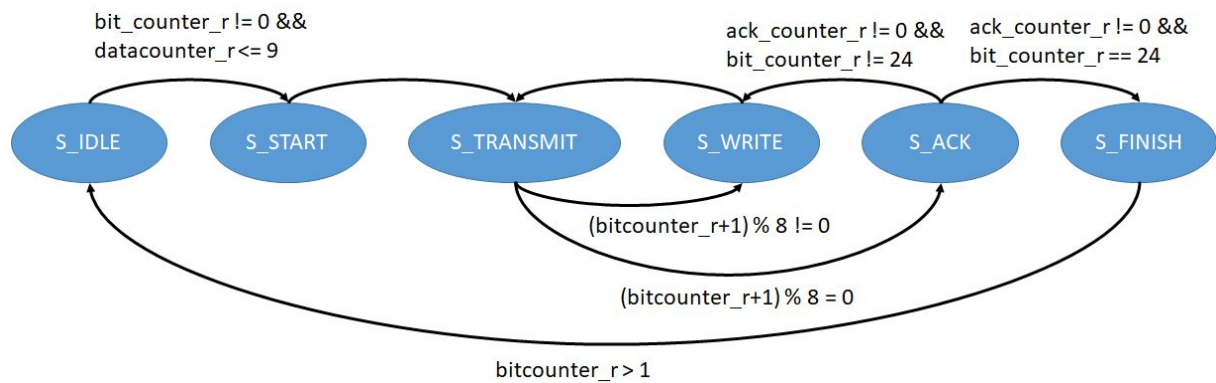 bit_counter_r != 0 &&
datacounter_r <= 9
ack_counter_r != 0 &&
bit_counter_r != 24
ack_counter_r != 0 &&
bit_counter_r == 24
S_IDLE
S_START
S_TRANSMIT
S_WRITE
S_ACK
S_FINISH
(bitcounter_r+1) % 8 != 0
(bitcounter_r+1) % 8 = 0
bitcounter_r > 1